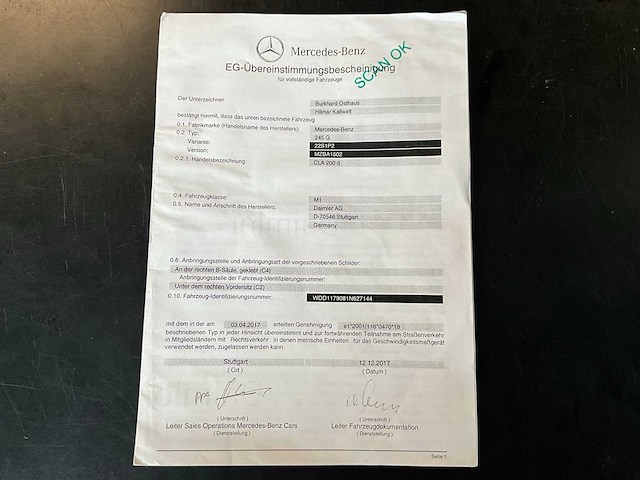 Mercedes-Benz
EG-Übereinstimmungsbescheinigung
für vollständige Fahrzeuge
SCAN OK
Der Unterzeichner
Burkhard Osthaus
Hilmar Kallweit
bestätigt hiermit, dass das unten bezeichnete Fahrzeug
0.1. Fabrikmarke (Handelsname des Herstellers): Mercedes-Benz
0.2. Typ: 245 G
Variante: 22S1P2
Version: MZBA1502
0.2.1. Handelsbezeichnung: CLA 200 d
0.4. Fahrzeugklasse: M1
0.5. Name und Anschrift des Herstellers: Daimler AG
D-70546 Stuttgart
Germany
0.6. Anbringungsstelle und Anbringungsart der vorgeschriebenen Schilder:
An der rechten B-Säule, geklebt (C4)
Anbringungsstelle der Fahrzeug-Identifizierungsnummer:
Unter dem rechten Vordersitz (C2)
0.10. Fahrzeug-Identifizierungsnummer: WDD1179081N627144
mit dem in der am 03.04.2017 erteilten Genehmigung e1*2001/116*0470*18
beschriebenen Typ in jeder Hinsicht übereinstimmt und zur fortwährenden Teilnahme am Straßenverkehr
in Mitgliedsländern mit Rechtsverkehr in denen metrische Einheiten für das Geschwindigkeitsmeßgerät
verwendet werden, zugelassen werden kann.
Stuttgart 12.12.2017
( Ort ) ( Datum )
ppa
( Unterschrift ) ( Unterschrift )
Leiter Sales Operations Mercedes-Benz Cars Leiter Fahrzeugdokumentation
( Dienststellung ) ( Dienststellung )
Seite 1